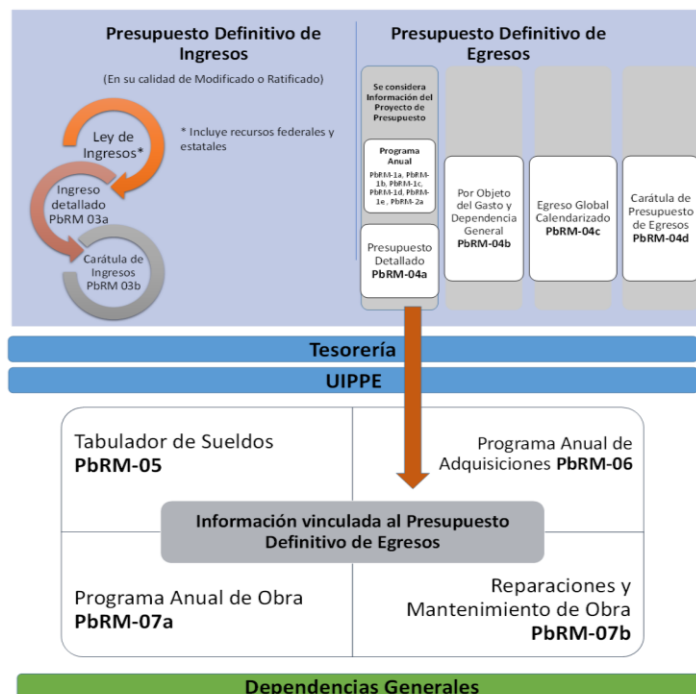 Presupuesto Definitivo de
Ingresos
(En su calidad de Modificado o Ratificado)
Ley de
Ingresos*
* Incluye recursos federales y
estatales
Ingreso
detallado
PbRM 03a
Carátula de
Ingresos
PbRM 03b
Presupuesto Definitivo de
Egresos
Se considera
Información del
Proyecto de
Presupuesto
Programa
Anual
PbRM-1a, PbRM-
1b, PbRM-1c,
PbRM-1d, PbRM-
1e , PbRM-2a
Presupuesto
Detallado
PbRM-04a
Por Objeto
del Gasto y
Dependencia
General
PbRM-04b
Egreso Global
Calendarizado
PbRM-04c
Carátula de
Presupuesto
de Egresos
PbRM-04d
Tesorería
UIPPE
Tabulador de Sueldos
PbRM-05
Programa Anual de
Adquisiciones PbRM-06
Información vinculada al Presupuesto
Definitivo de Egresos
Programa Anual de Obra
PbRM-07a
Reparaciones y
Mantenimiento de Obra
PbRM-07b
Dependencias Generales